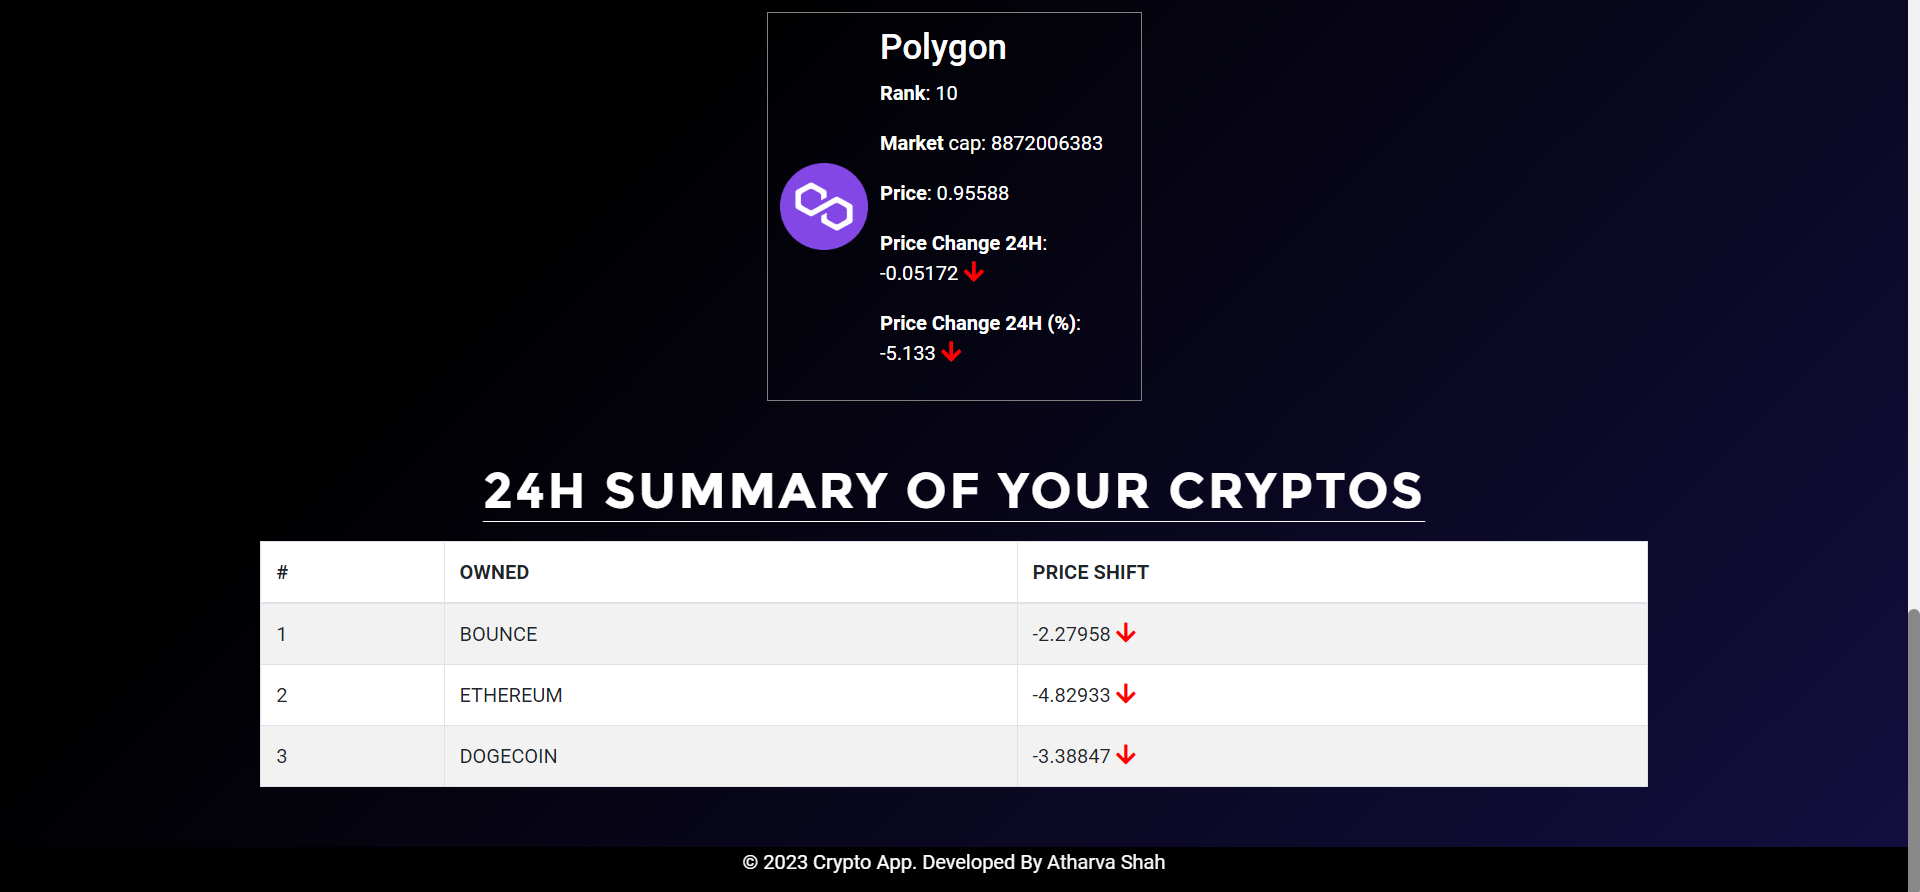 Polygon
Rank: 10
Market cap: 8872006383
Price: 0.95588
Price Change 24H:
-0.05172
Price Change 24H (%):
-5.133
24H SUMMARY OF YOUR CRYPTOS
# OWNED PRICE SHIFT
1 BOUNCE -2.27958
2 ETHEREUM -4.82933
3 DOGECOIN -3.38847
© 2023 Crypto App. Developed By Atharva Shah